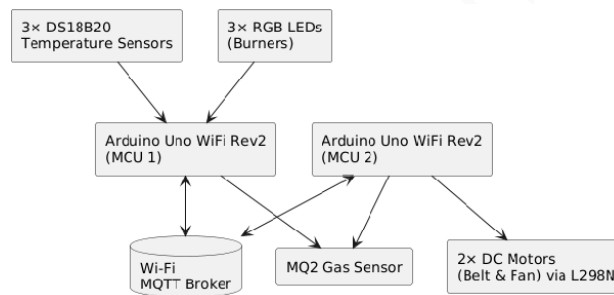 3× DS18B20
Temperature Sensors
3× RGB LEDs
(Burners)
Arduino Uno WiFi Rev2
(MCU 1)
Arduino Uno WiFi Rev2
(MCU 2)
Wi-Fi
MQTT Broker
MQ2 Gas Sensor
2× DC Motors
(Belt & Fan) via L298N